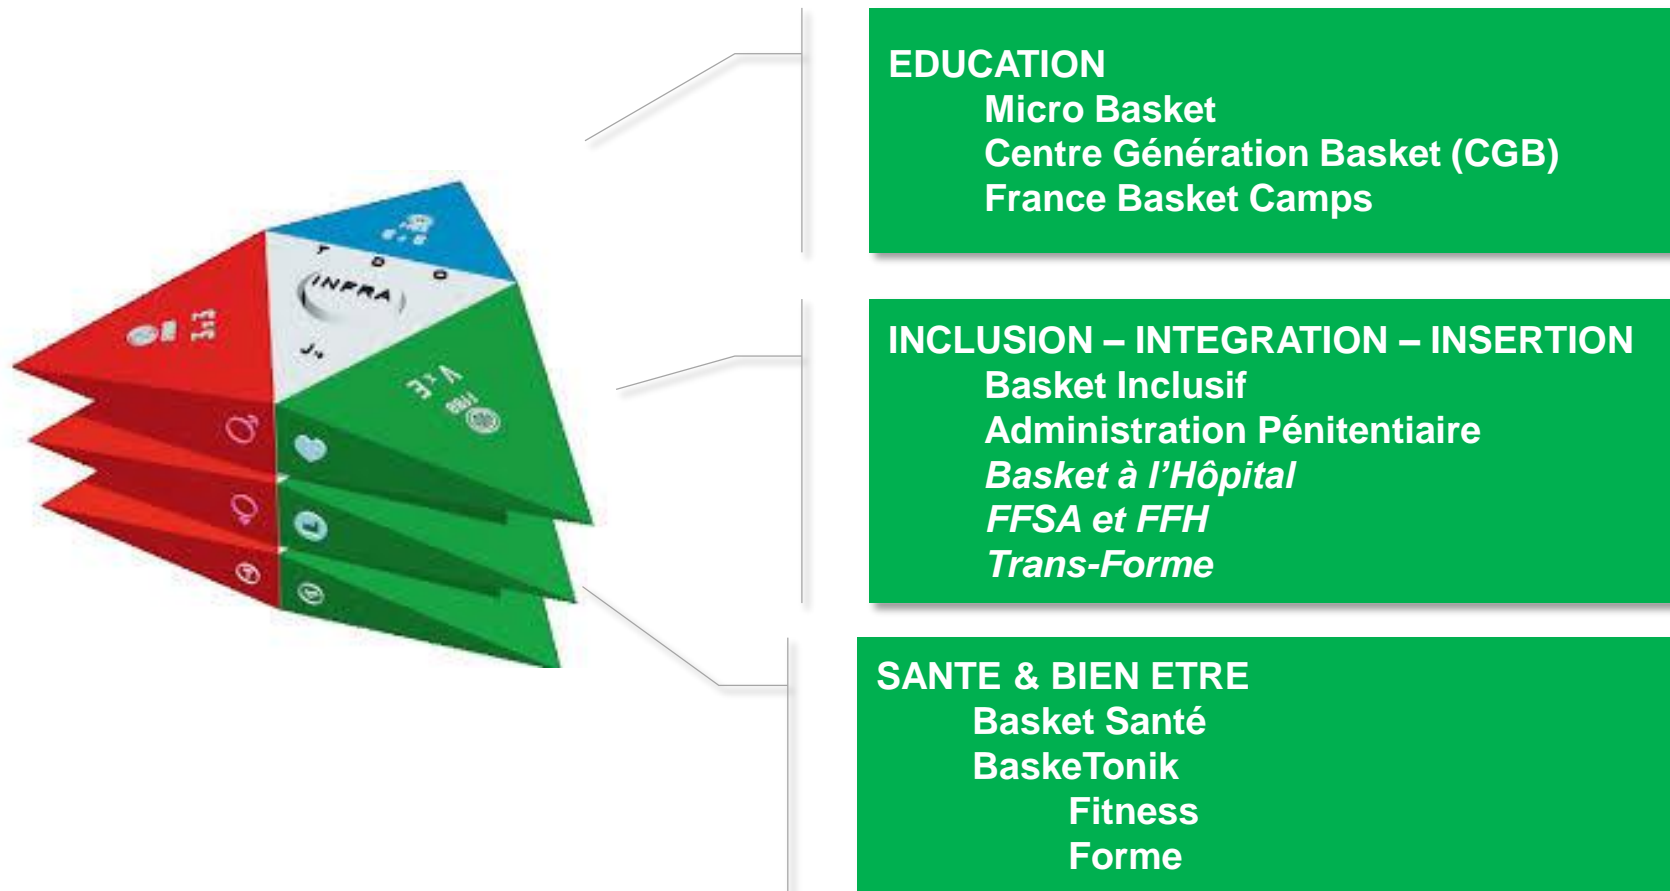 EDUCATION
Micro Basket
Centre Génération Basket (CGB)
France Basket Camps
INCLUSION – INTEGRATION – INSERTION
Basket Inclusif
Administration Pénitentiaire
Basket à l’Hôpital
FFSA et FFH
Trans-Forme
SANTE & BIEN ETRE
Basket Santé
BaskeTonik
Fitness
Forme
INFRA
3x3
VxE